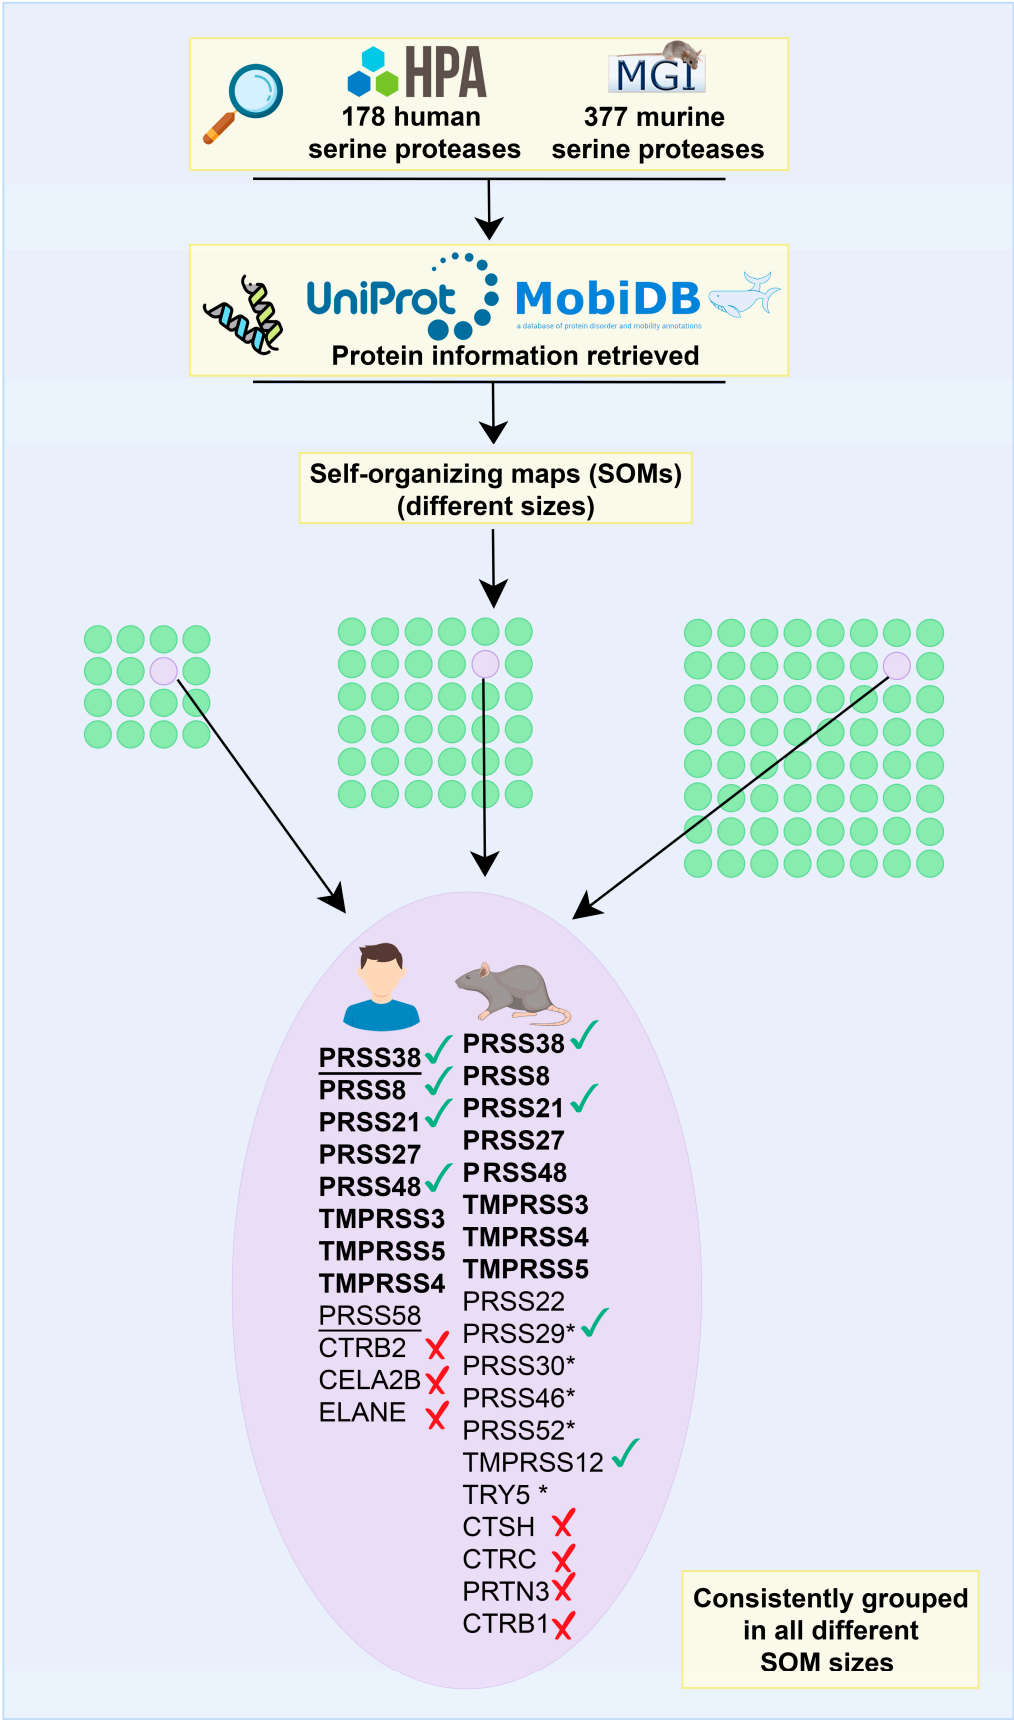 HPA
MGI
178 human
serine proteases
377 murine
serine proteases
UniProt
MobiDB
a database of protein disorder and mobility annotations
Protein information retrieved
Self-organizing maps (SOMs)
(different sizes)
PRSS38
PRSS8
PRSS21
PRSS27
PRSS48
TMPRSS3
TMPRSS5
TMPRSS4
PRSS58
CTRB2
CELA2B
ELANE
PRSS38
PRSS8
PRSS21
PRSS27
PRSS48
TMPRSS3
TMPRSS4
TMPRSS5
PRSS22
PRSS29*
PRSS30*
PRSS46*
PRSS52*
TMPRSS12
TRY5 *
CTSH
CTRC
PRTN3
CTRB1
Consistently grouped
in all different
SOM sizes